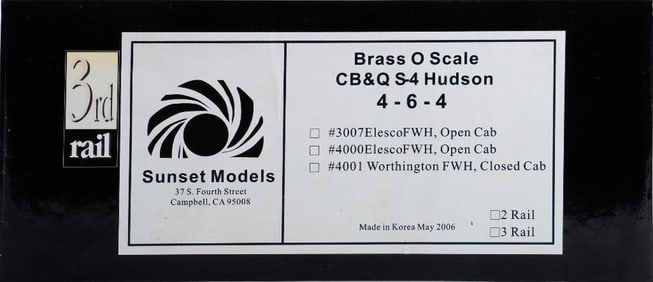 3rd
rail
Sunset Models
37 S. Fourth Street
Campbell, CA 95008
Brass O Scale
CB&Q S-4 Hudson
4 - 6 - 4
☐ #3007ElescoFWH, Open Cab
☐ #4000ElescoFWH, Open Cab
☐ #4001 Worthington FWH, Closed Cab
Made in Korea May 2006
☐2 Rail
☐3 Rail